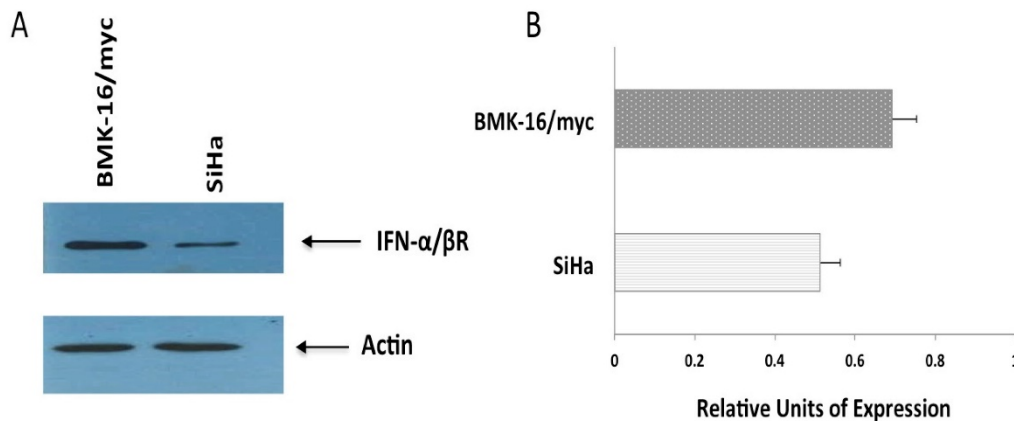 A
BMK-16/myc
SiHa
IFN-α/βR
Actin
B
BMK-16/myc
SiHa
0 0.2 0.4 0.6 0.8 1
Relative Units of Expression